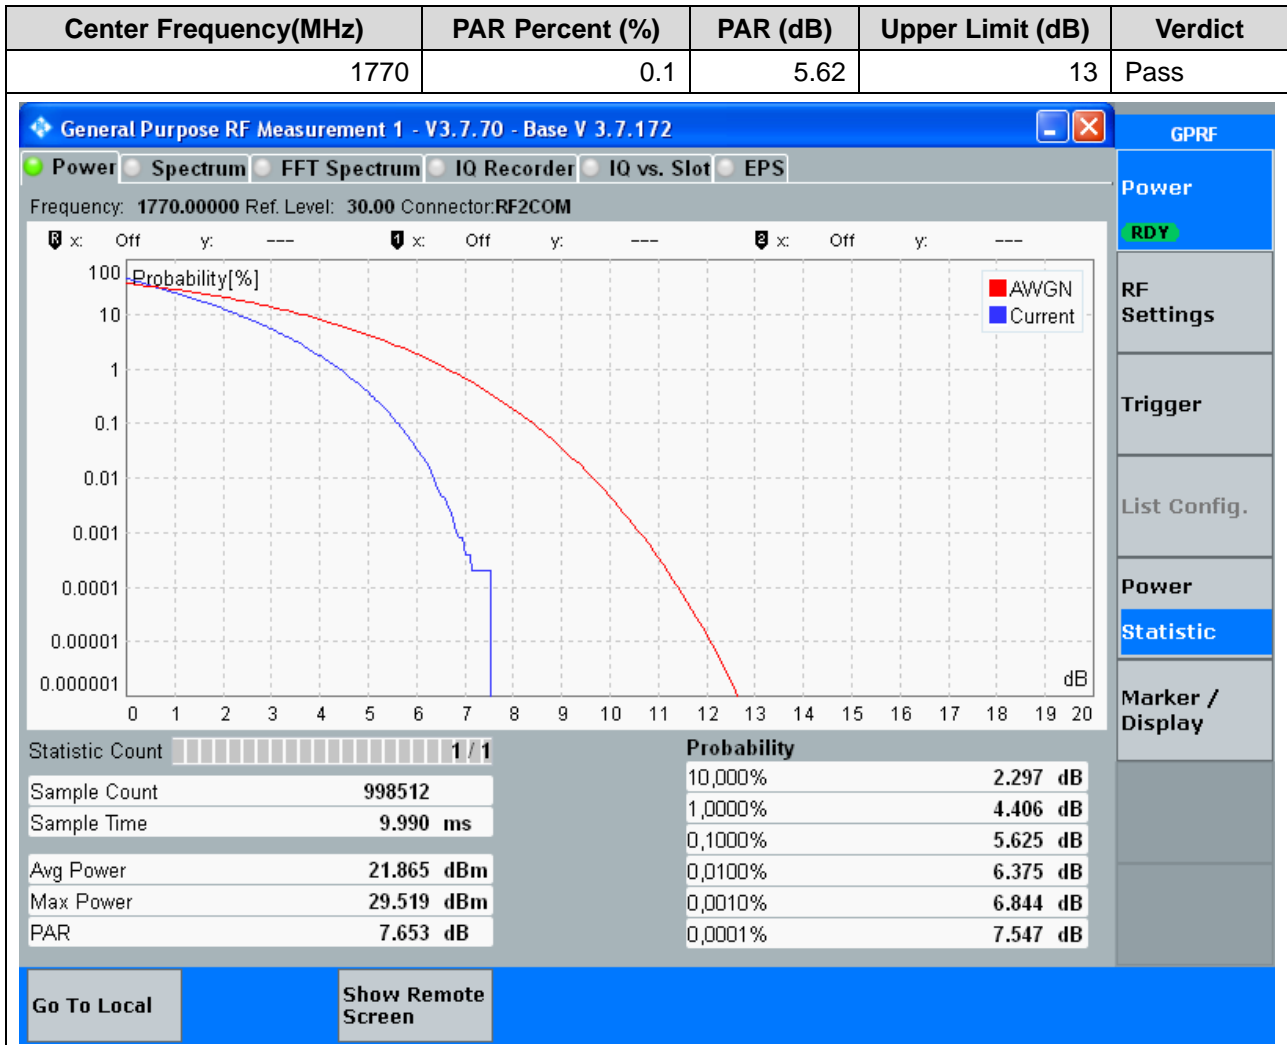 Center Frequency(MHz) PAR Percent (%) PAR (dB) Upper Limit (dB) Verdict
1770 0.1 5.62 13 Pass
General Purpose RF Measurement 1 - V3.7.70 - Base V 3.7.172
GPRF
Power Spectrum FFT Spectrum IQ Recorder IQ vs. Slot EPS
Power
RDY
Frequency: 1770.00000 Ref. Level: 30.00 Connector:RF2COM
R x: Off y: --- 1 x: Off y: --- 2 x: Off y: ---
Probability[%]
AWGN
Current
100
10
1
0.1
0.01
0.001
0.0001
0.00001
0.000001
dB
0 1 2 3 4 5 6 7 8 9 10 11 12 13 14 15 16 17 18 19 20
RF
Settings
Trigger
List Config.
Power
Statistic
Marker /
Display
Statistic Count 1 / 1
Sample Count 998512
Sample Time 9.990 ms
Avg Power 21.865 dBm
Max Power 29.519 dBm
PAR 7.653 dB
Probability
10,000% 2.297 dB
1,0000% 4.406 dB
0,1000% 5.625 dB
0,0100% 6.375 dB
0,0010% 6.844 dB
0,0001% 7.547 dB
Go To Local
Show Remote
Screen